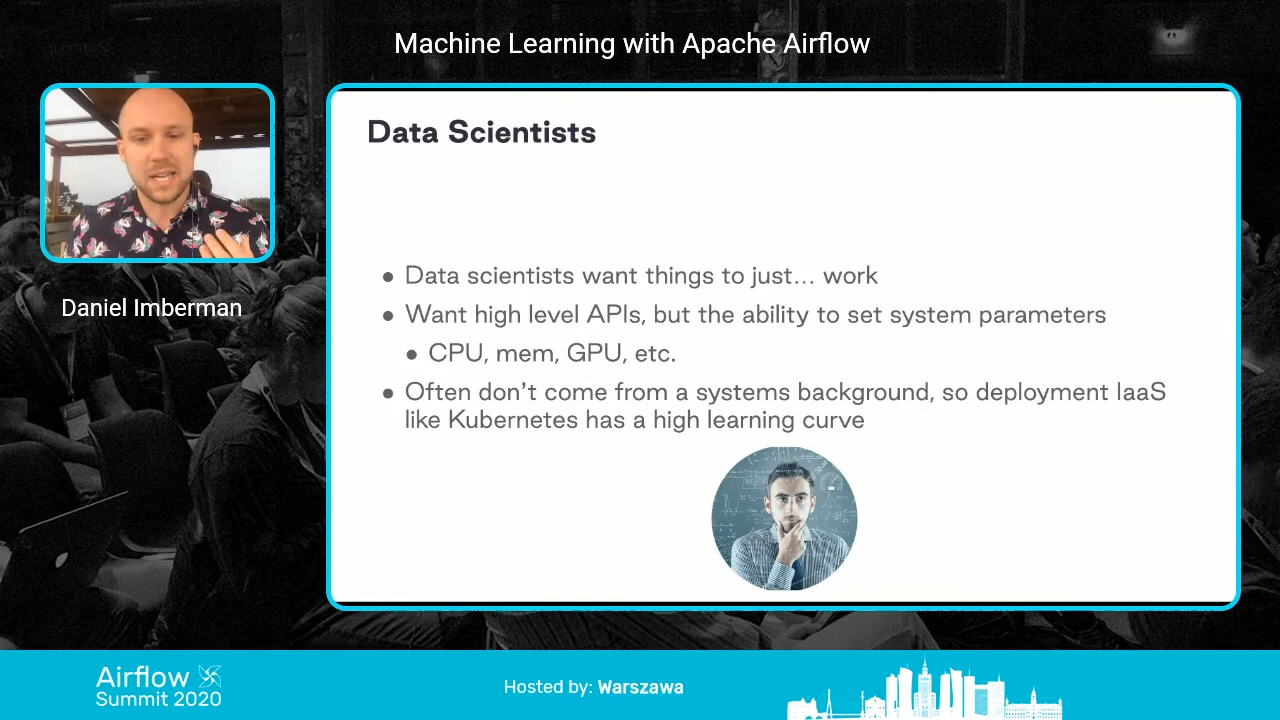 Machine Learning with Apache Airflow
Daniel Imberman
Data Scientists
● Data scientists want things to just... work
● Want high level APIs, but the ability to set system parameters
● CPU, mem, GPU, etc.
● Often don't come from a systems background, so deployment IaaS
like Kubernetes has a high learning curve
Airflow
Summit 2020
Hosted by: Warszawa